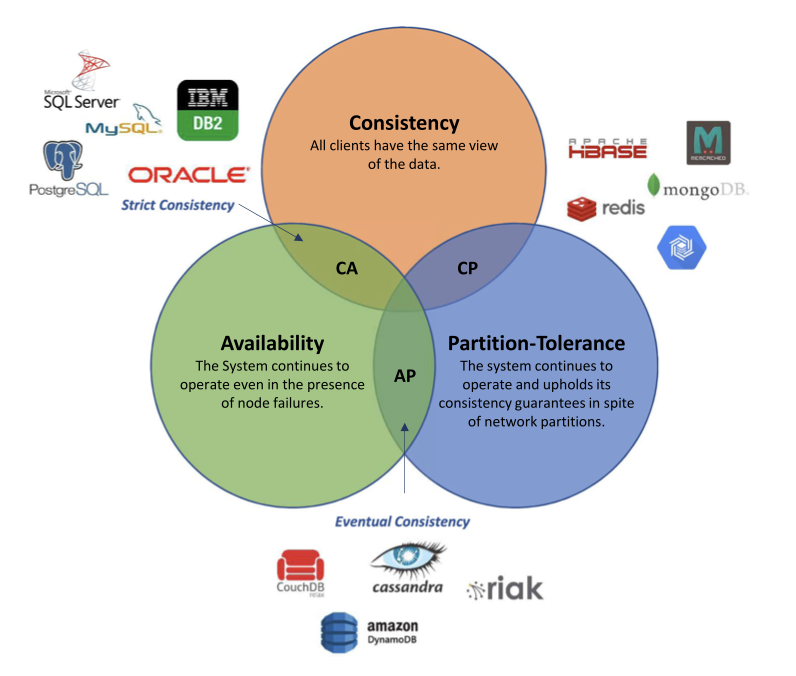 Microsoft
SQL Server
MySQL
IBM
DB2
PostgreSQL
ORACLE
Strict Consistency
Consistency
All clients have the same view
of the data.
APACHE
HBASE
MEMCACHED
redis
mongoDB.
CA
CP
AP
Availability
The System continues to
operate even in the presence
of node failures.
Partition-Tolerance
The system continues to
operate and upholds its
consistency guarantees in spite
of network partitions.
Eventual Consistency
CouchDB
cassandra
riak
amazon
DynamoDB